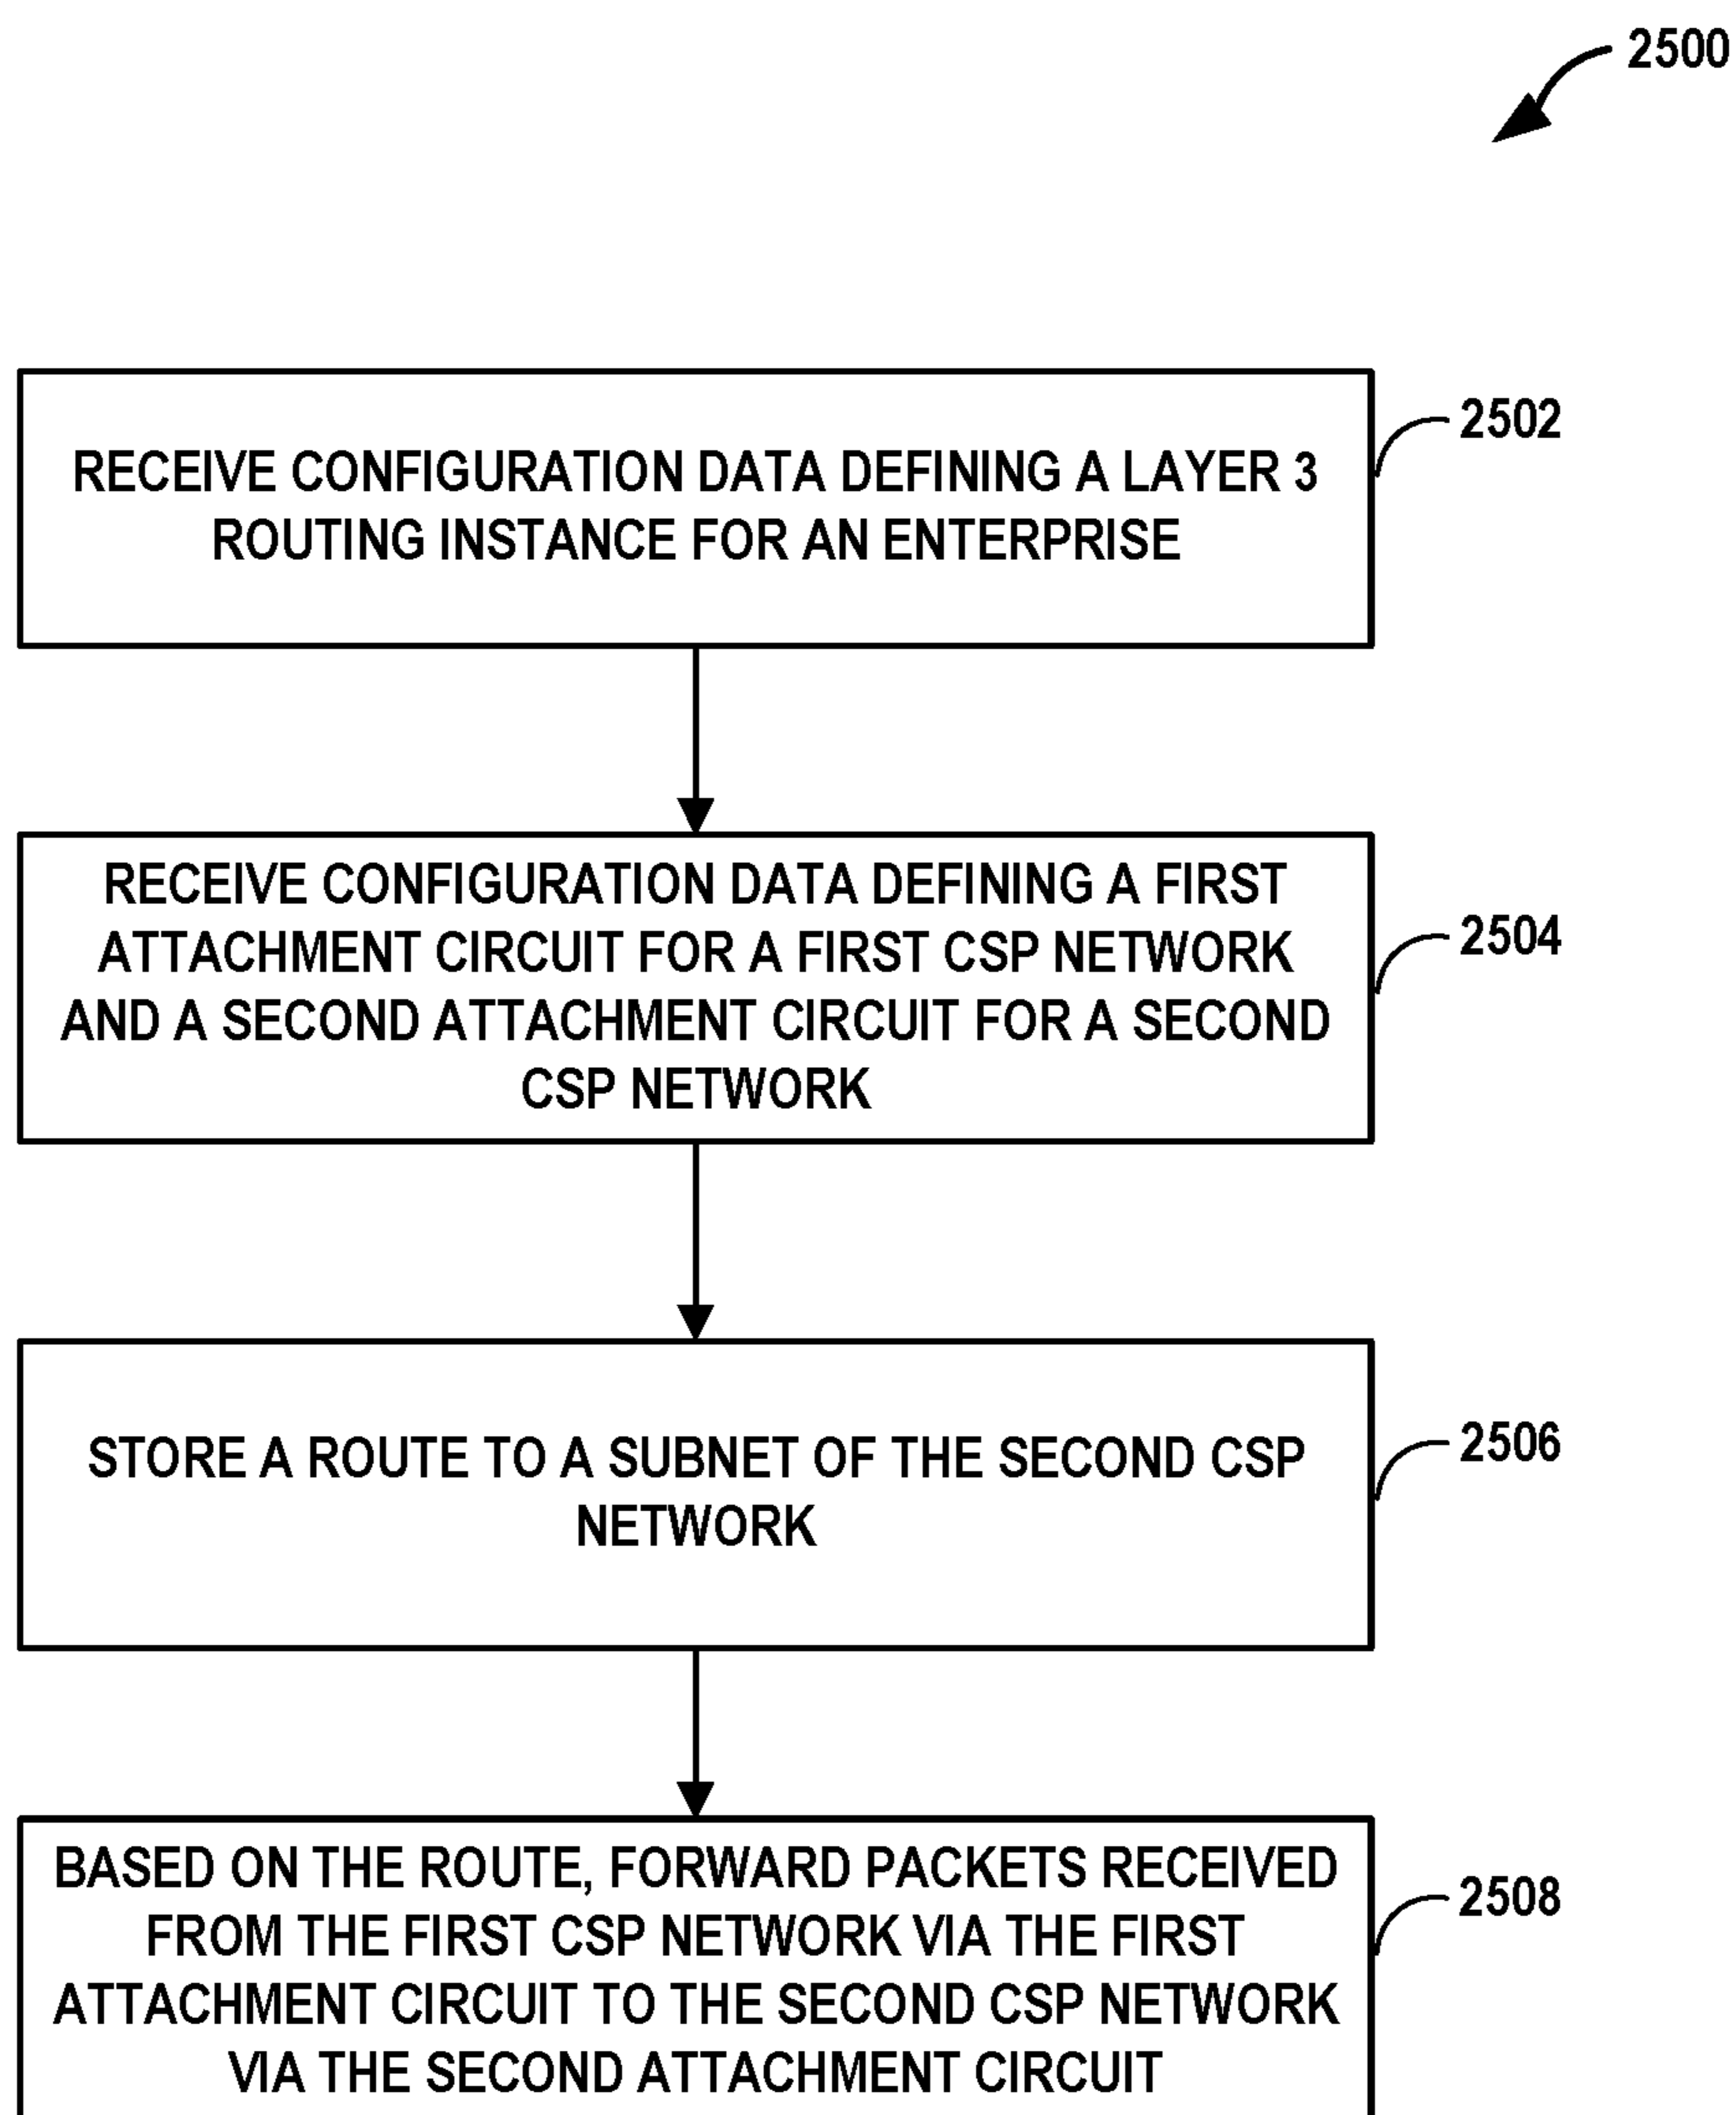 2500
RECEIVE CONFIGURATION DATA DEFINING A LAYER 3
ROUTING INSTANCE FOR AN ENTERPRISE
2502
RECEIVE CONFIGURATION DATA DEFINING A FIRST
ATTACHMENT CIRCUIT FOR A FIRST CSP NETWORK
AND A SECOND ATTACHMENT CIRCUIT FOR A SECOND
CSP NETWORK
2504
STORE A ROUTE TO A SUBNET OF THE SECOND CSP
NETWORK
2506
BASED ON THE ROUTE, FORWARD PACKETS RECEIVED
FROM THE FIRST CSP NETWORK VIA THE FIRST
ATTACHMENT CIRCUIT TO THE SECOND CSP NETWORK
VIA THE SECOND ATTACHMENT CIRCUIT
2508